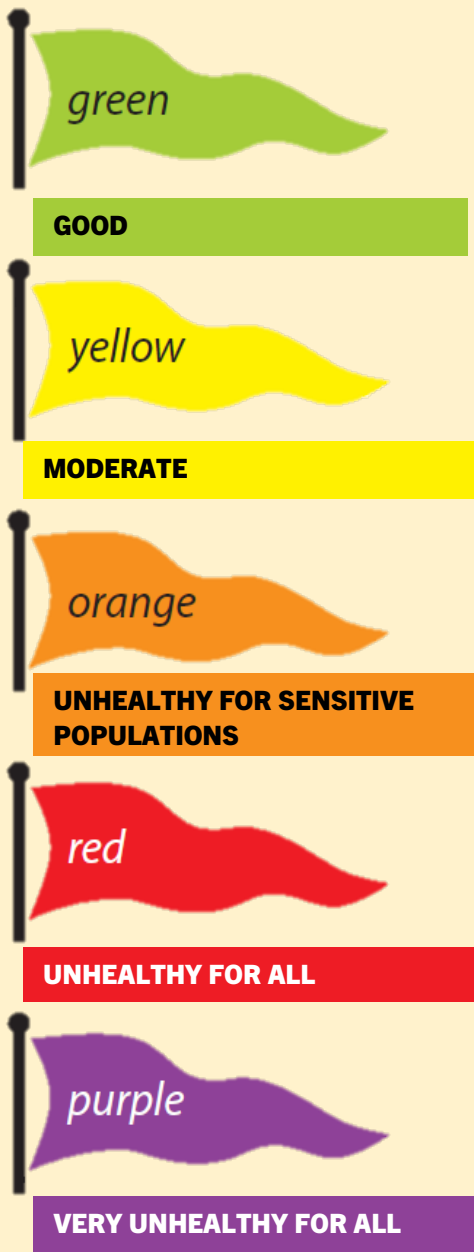 green
GOOD
yellow
MODERATE
orange
UNHEALTHY FOR SENSITIVE
POPULATIONS
red
UNHEALTHY FOR ALL
purple
VERY UNHEALTHY FOR ALL